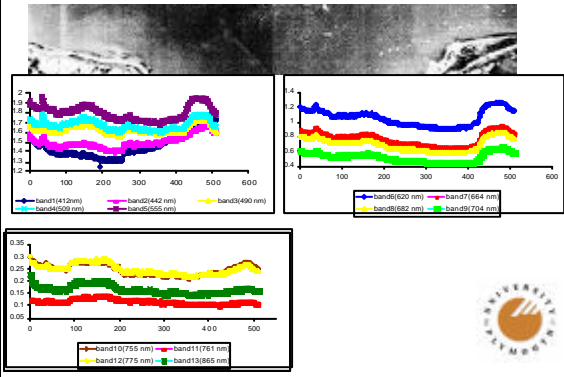 2
1.9
1.8
1.7
1.6
1.5
1.4
1.3
1.2
0 100 200 300 400 500 600
band1(412nm) band2(442 nm) band3(490 nm)
band4(509 nm) band5(555 nm)
1.4
1.2
1
0.8
0.6
0.4
0 100 200 300 400 500 600
band6(620 nm) band7(664 nm)
band8(682 nm) band9(704 nm)
0.35
0.3
0.25
0.2
0.15
0.1
0.05
0 100 200 300 400 500
band10(755 nm) band11(761 nm)
band12(775 nm) band13(865 nm)
UNIVERSITY
PLYMOUTH